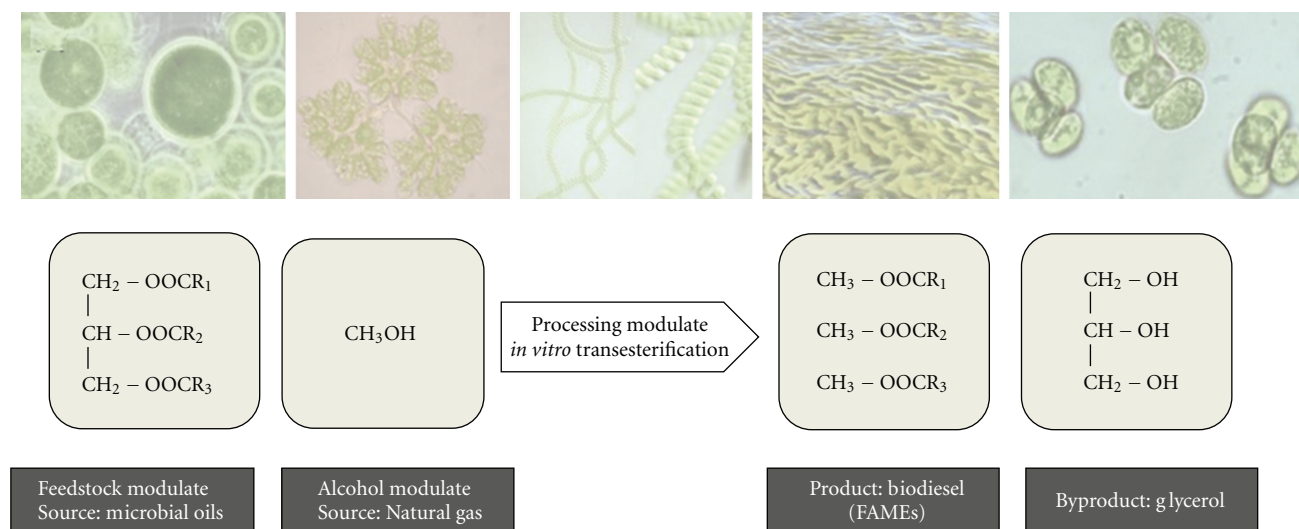 CH₂ – OOCR₁
CH – OOCR₂
CH₂ – OOCR₃
CH₃OH
Processing modulate
in vitro transesterification
CH₃ – OOCR₁
CH₃ – OOCR₂
CH₃ – OOCR₃
CH₂ – OH
CH – OH
CH₂ – OH
Feedstock modulate
Source: microbial oils
Alcohol modulate
Source: Natural gas
Product: biodiesel
(FAMEs)
Byproduct: glycerol